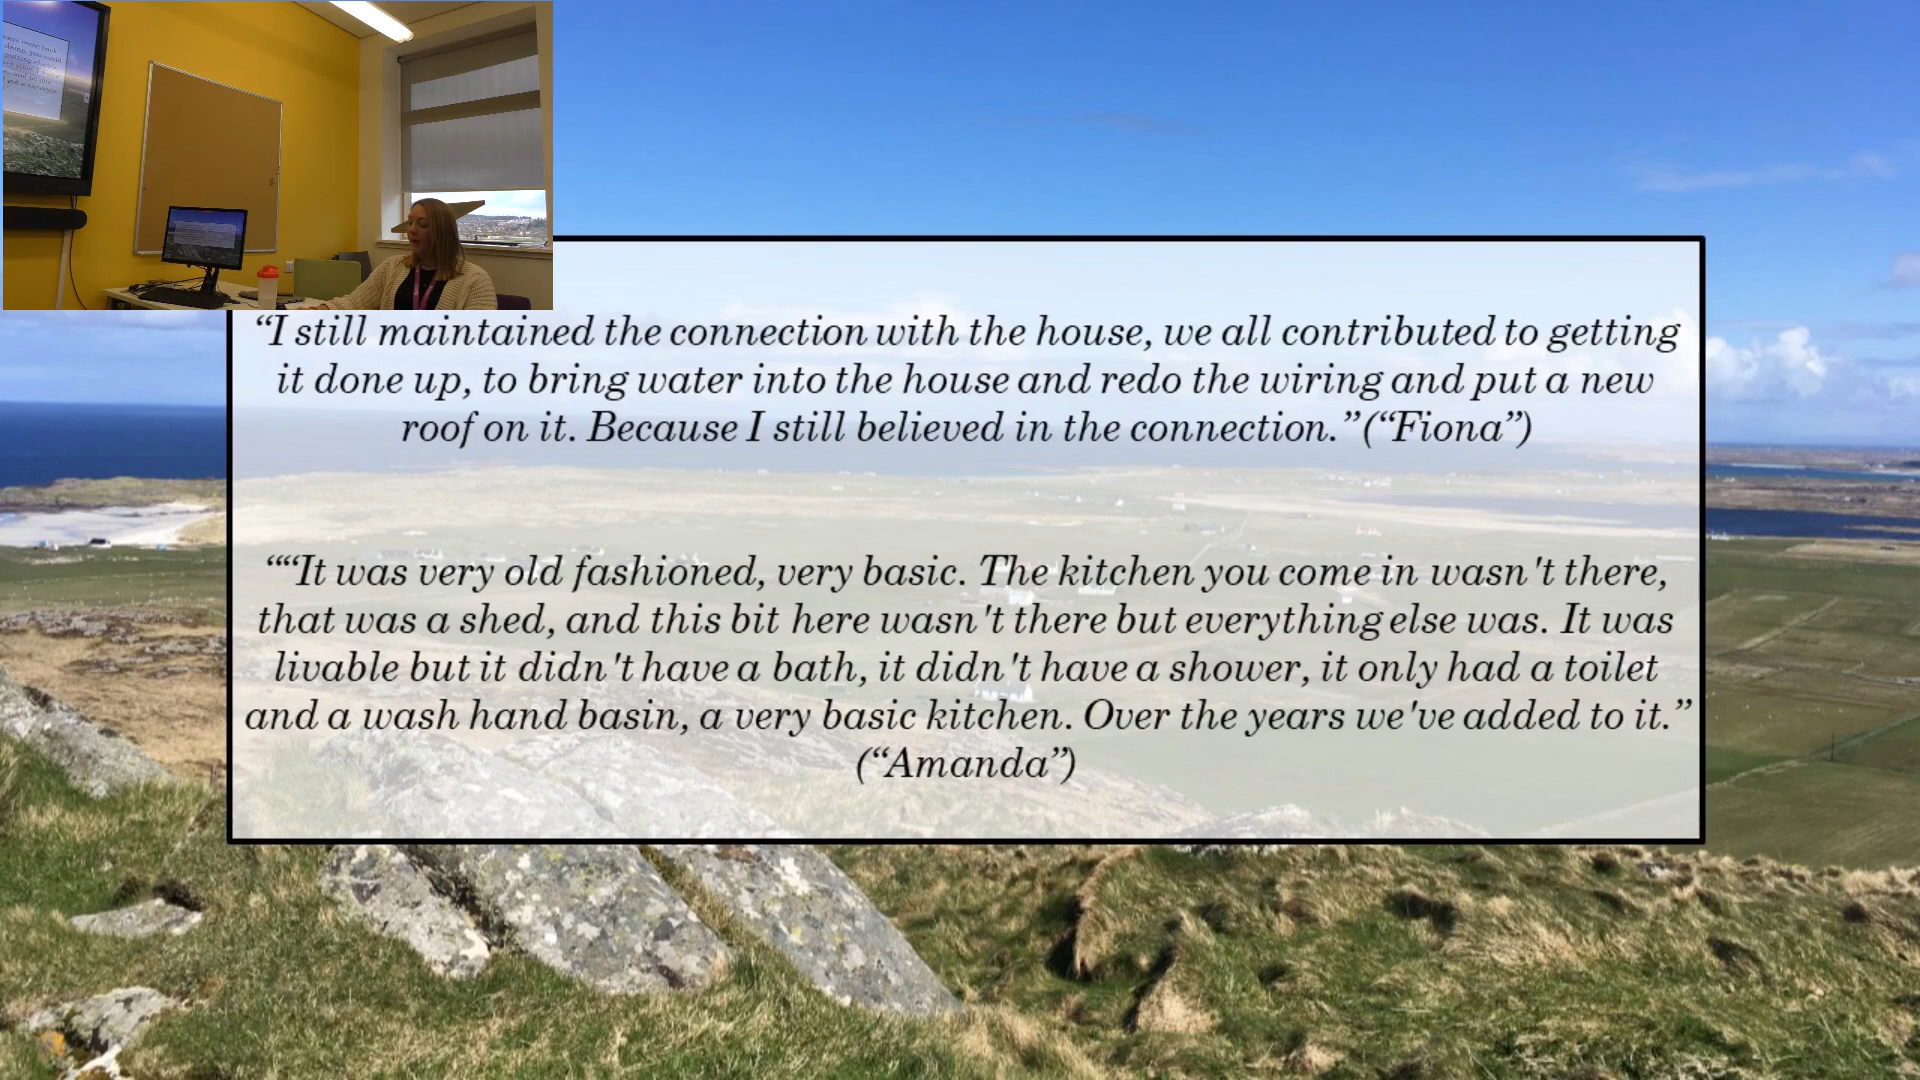 “I still maintained the connection with the house, we all contributed to getting
it done up, to bring water into the house and redo the wiring and put a new
roof on it. Because I still believed in the connection.”(“Fiona”)
““It was very old fashioned, very basic. The kitchen you come in wasn't there,
that was a shed, and this bit here wasn't there but everything else was. It was
livable but it didn't have a bath, it didn't have a shower, it only had a toilet
and a wash hand basin, a very basic kitchen. Over the years we've added to it.”
(“Amanda”)